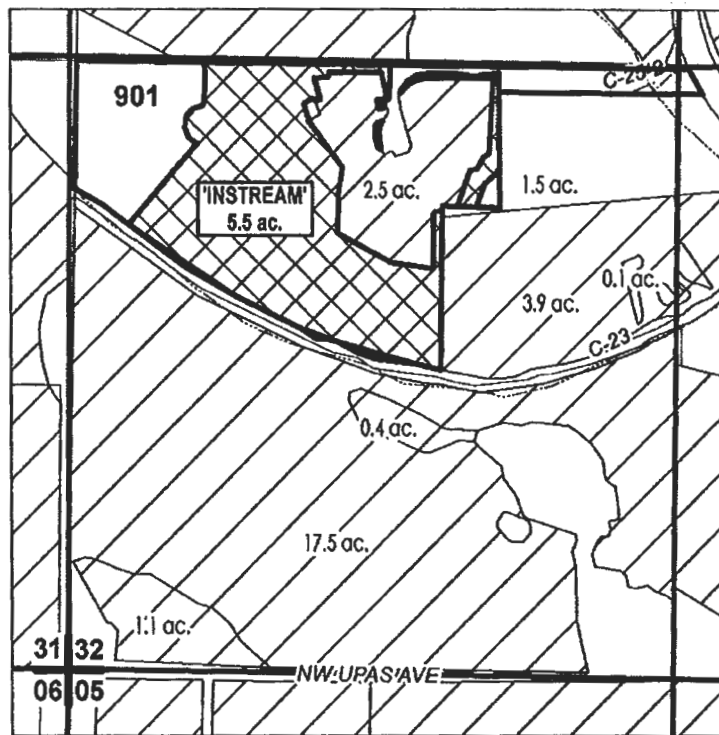 C-23-2
901
'INSTREAM'
5.5 ac.
2.5 ac.
1.5 ac.
0.1 ac.
3.9 ac.
C-23
0.4 ac.
17.5 ac.
1.1 ac.
31 32
NW UPAS AVE
06 05